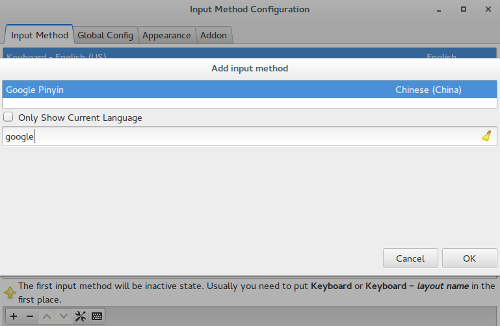 Input Method Configuration
Input Method Global Config Appearance Addon
Keyboard - English (US) English
Add input method
Google Pinyin Chinese (China)
Only Show Current Language
google
Cancel OK
The first input method will be inactive state. Usually you need to put Keyboard or Keyboard - layout name in the
first place.